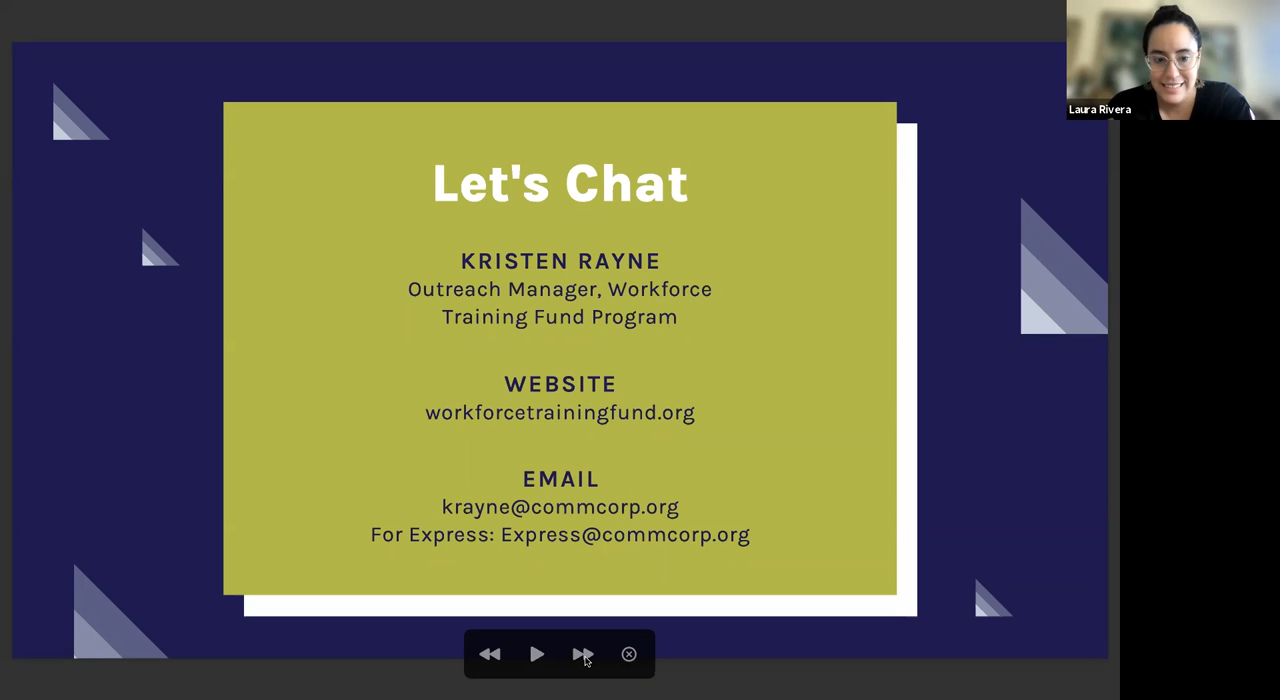 Laura Rivera
Let's Chat
KRISTEN RAYNE
Outreach Manager, Workforce
Training Fund Program
WEBSITE
workforcetrainingfund.org
EMAIL
krayne@commcorp.org
For Express: Express@commcorp.org